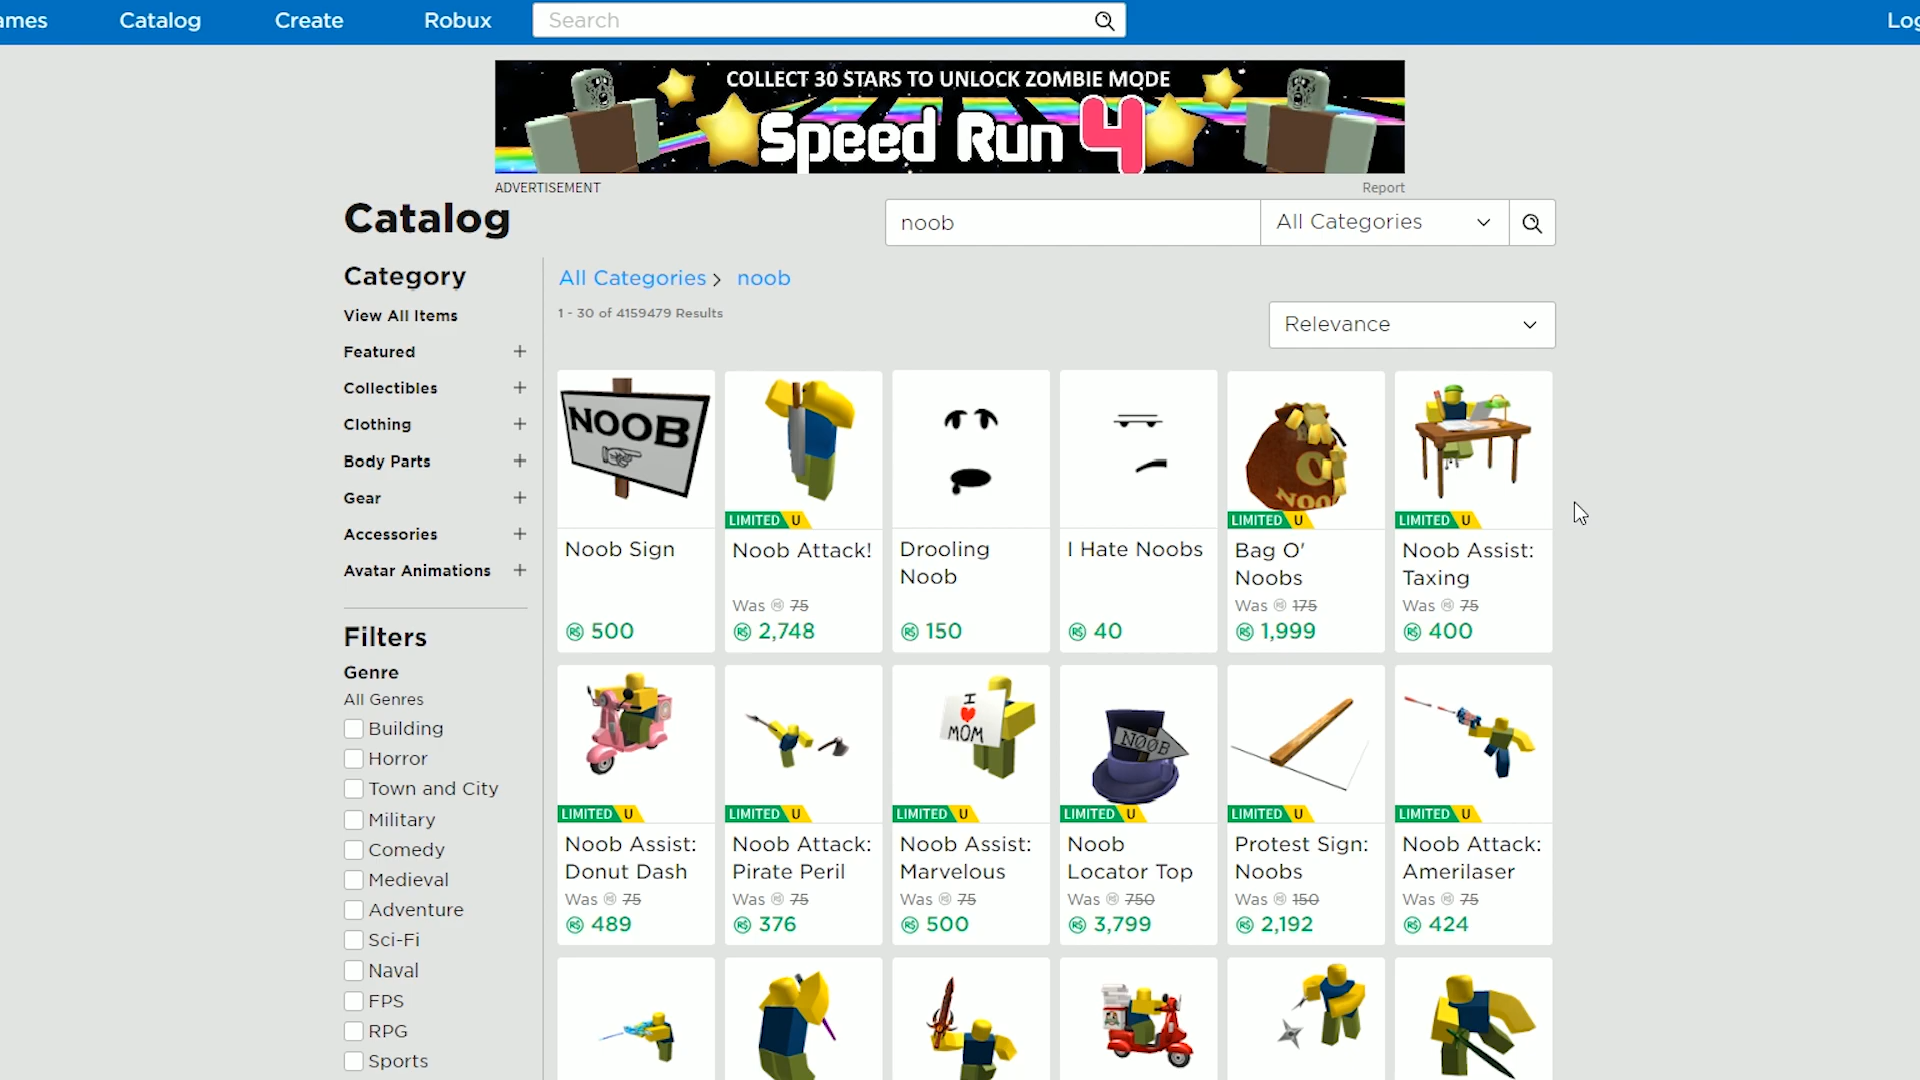 ames Catalog Create Robux Search Log
COLLECT 30 STARS TO UNLOCK ZOMBIE MODE
Speed Run 4
ADVERTISEMENT Report
Catalog noob All Categories
Category
View All Items
Featured
Collectibles
Clothing
Body Parts
Gear
Accessories
Avatar Animations
Filters
Genre
All Genres
Building
Horror
Town and City
Military
Comedy
Medieval
Adventure
Sci-Fi
Naval
FPS
RPG
Sports
All Categories > noob
1 - 30 of 4159479 Results
Relevance
NOOB
Noob Sign
R$ 500
LIMITED U
Noob Attack!
Was R$ 75
R$ 2,748
Drooling
Noob
R$ 150
I Hate Noobs
R$ 40
NOO
LIMITED U
Bag O'
Noobs
Was R$ 175
R$ 1,999
LIMITED U
Noob Assist:
Taxing
Was R$ 75
R$ 400
LIMITED U
Noob Assist:
Donut Dash
Was R$ 75
R$ 489
LIMITED U
Noob Attack:
Pirate Peril
Was R$ 75
R$ 376
I
MOM
LIMITED U
Noob Assist:
Marvelous
Was R$ 75
R$ 500
NOOB
LIMITED U
Noob
Locator Top
Was R$ 750
R$ 3,799
LIMITED U
Protest Sign:
Noobs
Was R$ 150
R$ 2,192
LIMITED U
Noob Attack:
Amerilaser
Was R$ 75
R$ 424